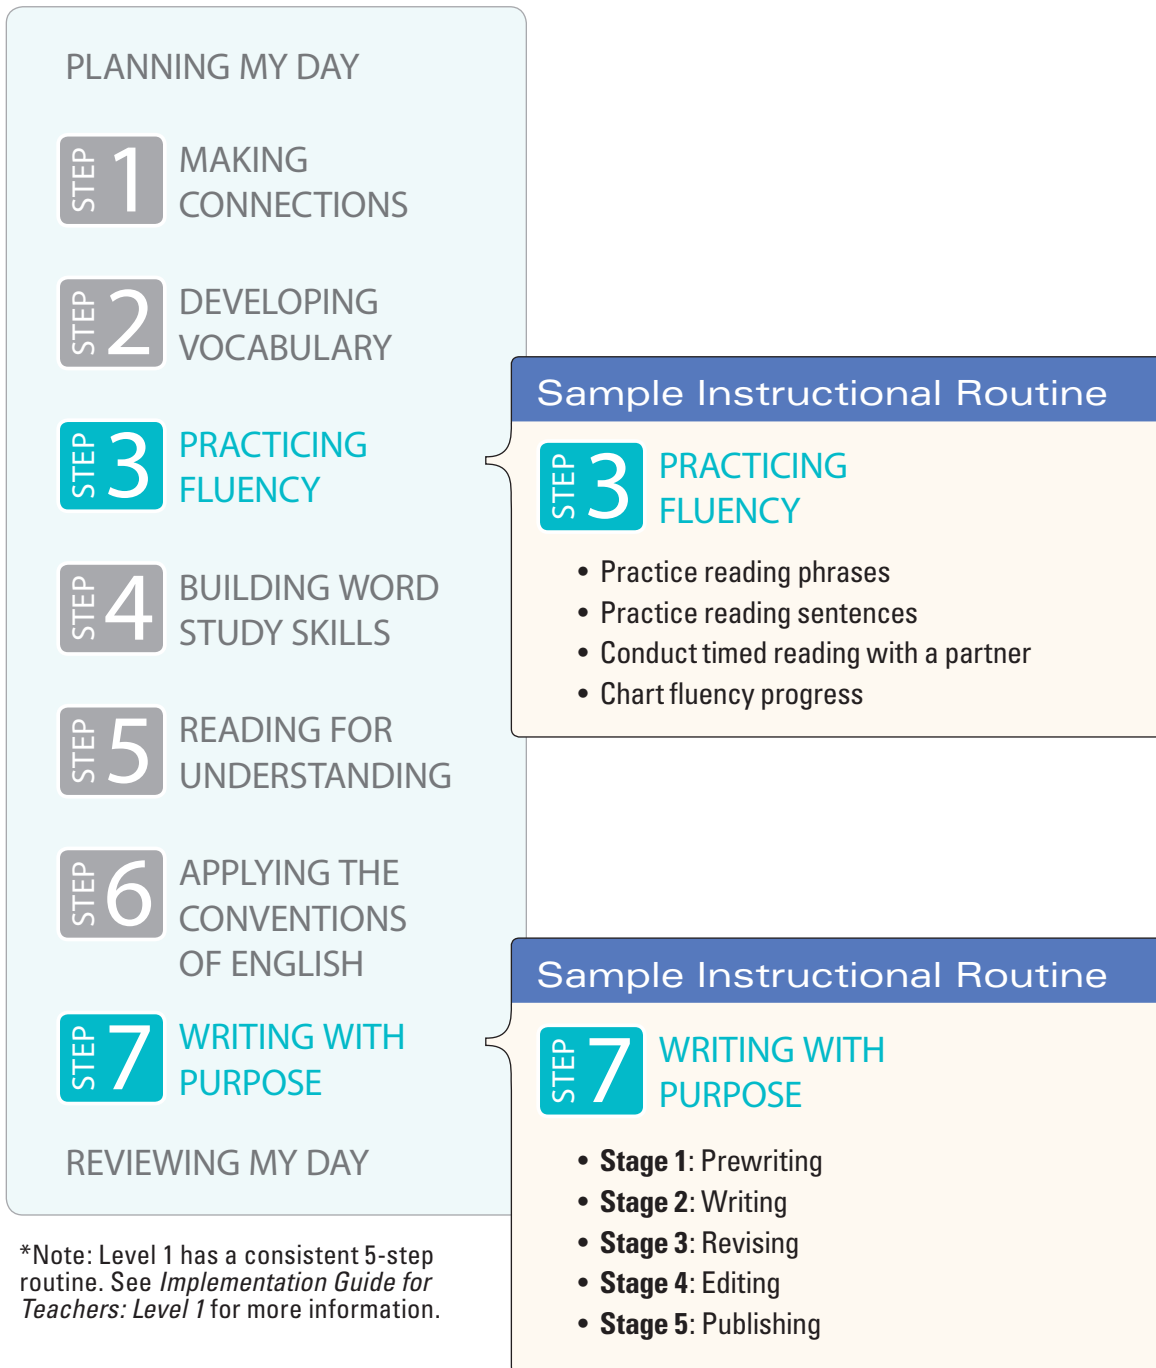 PLANNING MY DAY
STEP 1 MAKING
CONNECTIONS
STEP 2 DEVELOPING
VOCABULARY
STEP 3 PRACTICING
FLUENCY
STEP 4 BUILDING WORD
STUDY SKILLS
STEP 5 READING FOR
UNDERSTANDING
STEP 6 APPLYING THE
CONVENTIONS
OF ENGLISH
STEP 7 WRITING WITH
PURPOSE
REVIEWING MY DAY
*Note: Level 1 has a consistent 5-step
routine. See Implementation Guide for
Teachers: Level 1 for more information.
Sample Instructional Routine
STEP 3 PRACTICING
FLUENCY
• Practice reading phrases
• Practice reading sentences
• Conduct timed reading with a partner
• Chart fluency progress
Sample Instructional Routine
STEP 7 WRITING WITH
PURPOSE
• Stage 1: Prewriting
• Stage 2: Writing
• Stage 3: Revising
• Stage 4: Editing
• Stage 5: Publishing